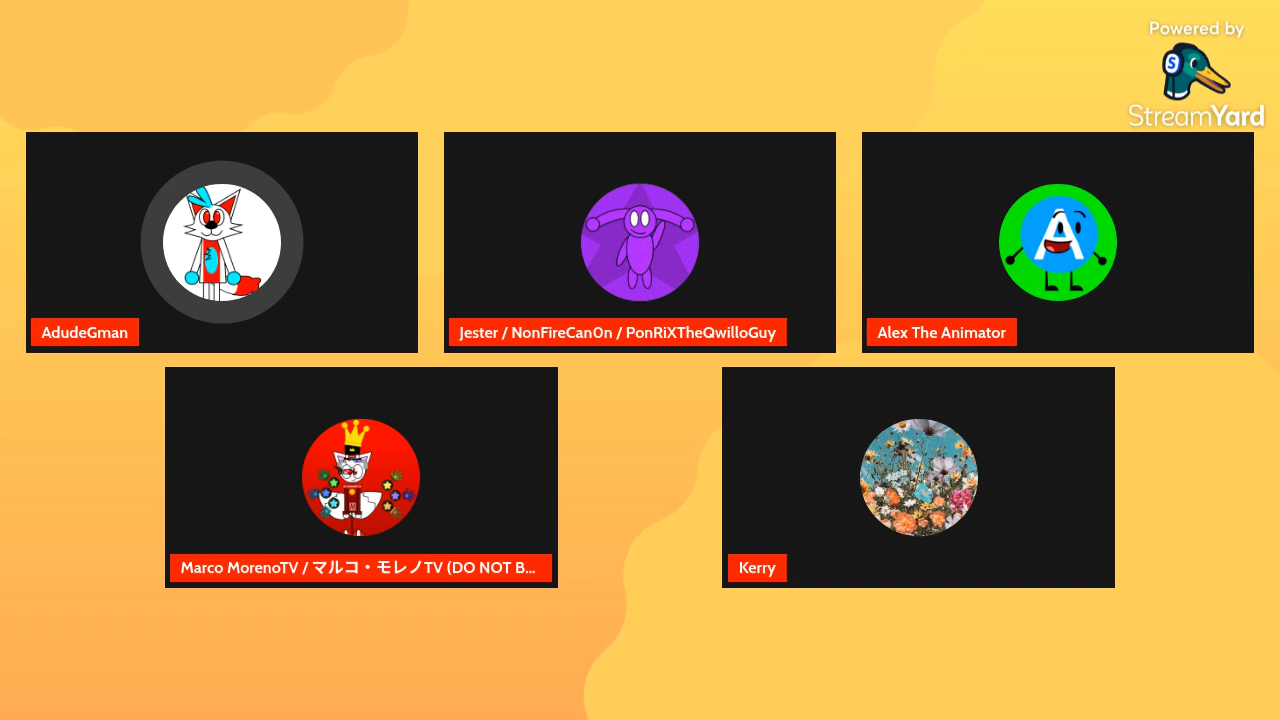 Powered by
S
StreamYard
AdudeGman
Jester / NonFireCan0n / PonRiXTheQwilloGuy
A
Alex The Animator
Marco MorenoTV / マルコ・モレノTV (DO NOT B...
Kerry